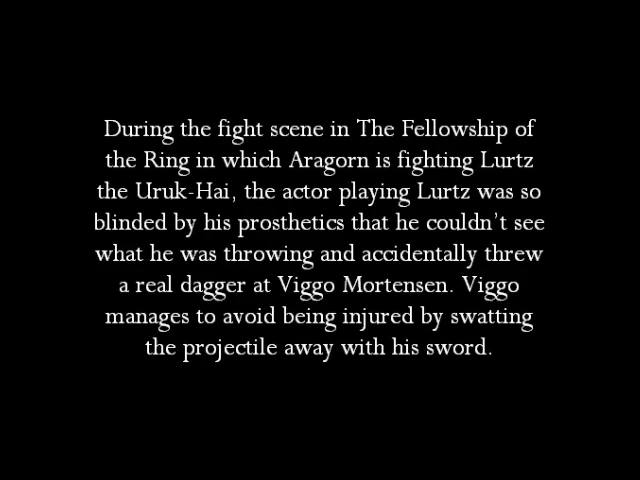 During the fight scene in The Fellowship of
the Ring in which Aragorn is fighting Lurtz
the Uruk-Hai, the actor playing Lurtz was so
blinded by his prosthetics that he couldn't see
what he was throwing and accidentally threw
a real dagger at Viggo Mortensen. Viggo
manages to avoid being injured by swatting
the projectile away with his sword.